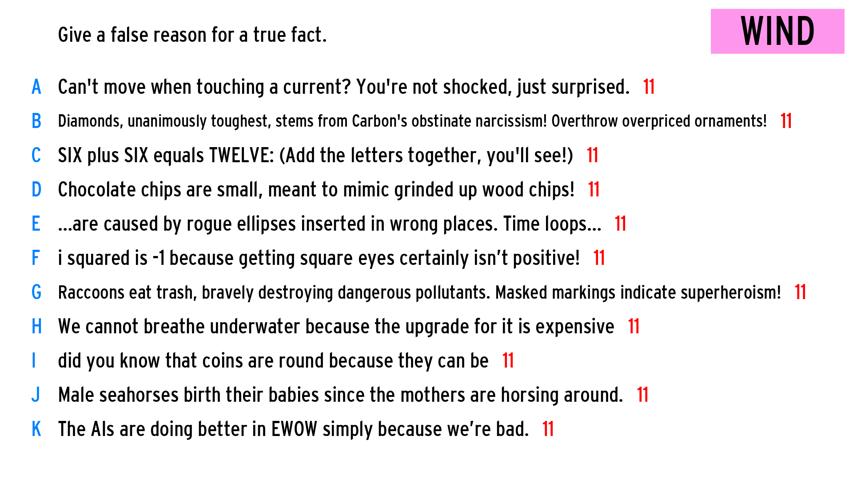 Give a false reason for a true fact.
WIND
A Can't move when touching a current? You're not shocked, just surprised. 11
B Diamonds, unanimously toughest, stems from Carbon's obstinate narcissism! Overthrow overpriced ornaments! 11
C SIX plus SIX equals TWELVE: (Add the letters together, you'll see!) 11
D Chocolate chips are small, meant to mimic grinded up wood chips! 11
E ...are caused by rogue ellipses inserted in wrong places. Time loops... 11
F i squared is -1 because getting square eyes certainly isn’t positive! 11
G Raccoons eat trash, bravely destroying dangerous pollutants. Masked markings indicate superheroism! 11
H We cannot breathe underwater because the upgrade for it is expensive 11
I did you know that coins are round because they can be 11
J Male seahorses birth their babies since the mothers are horsing around. 11
K The AIs are doing better in EWOW simply because we’re bad. 11